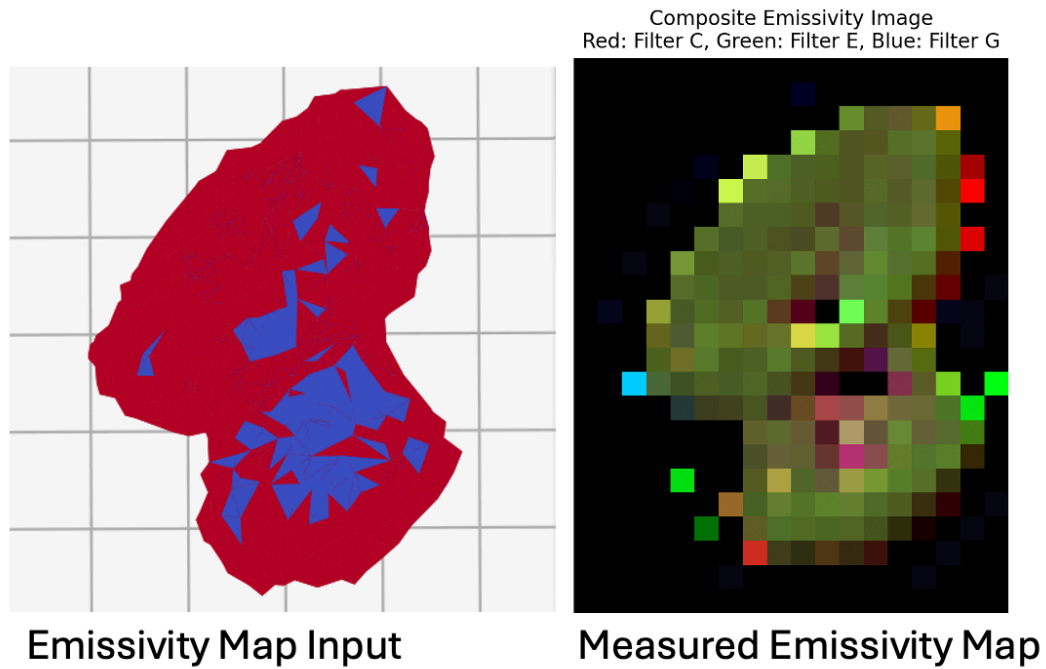 Composite Emissivity Image
Red: Filter C, Green: Filter E, Blue: Filter G
Emissivity Map Input
Measured Emissivity Map